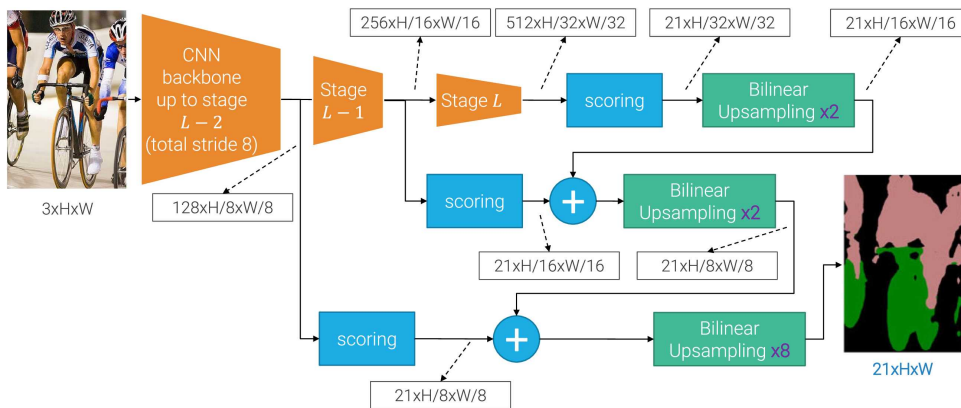 256xH/16xW/16
512xH/32xW/32
21xH/32xW/32
21xH/16xW/16
CNN
backbone
up to stage
L−2
(total stride 8)
Stage
L−1
Stage L
scoring
Bilinear
Upsampling x2
3xHxW
128xH/8xW/8
scoring
+
Bilinear
Upsampling x2
21xH/16xW/16
21xH/8xW/8
scoring
+
Bilinear
Upsampling x8
21xH/8xW/8
21xHxW